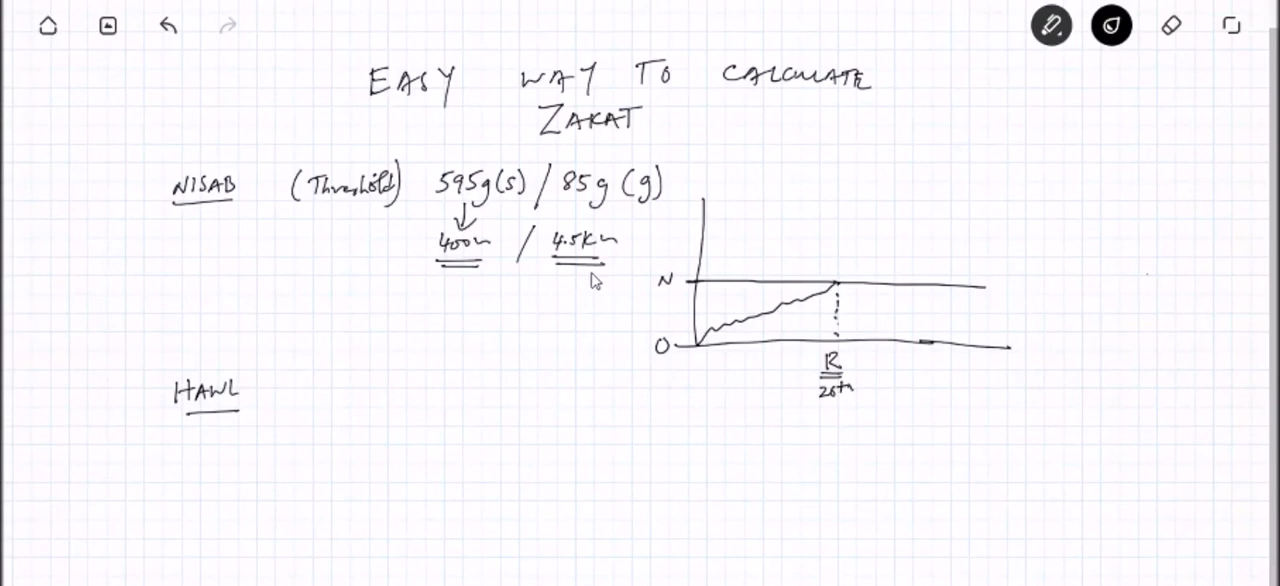 EASY WAY TO CALCULATE
ZAKAT
NISAB (Threshold) 595g(s) / 85g (g)
400 / 4.5K
N
O
R
26th
HAWL